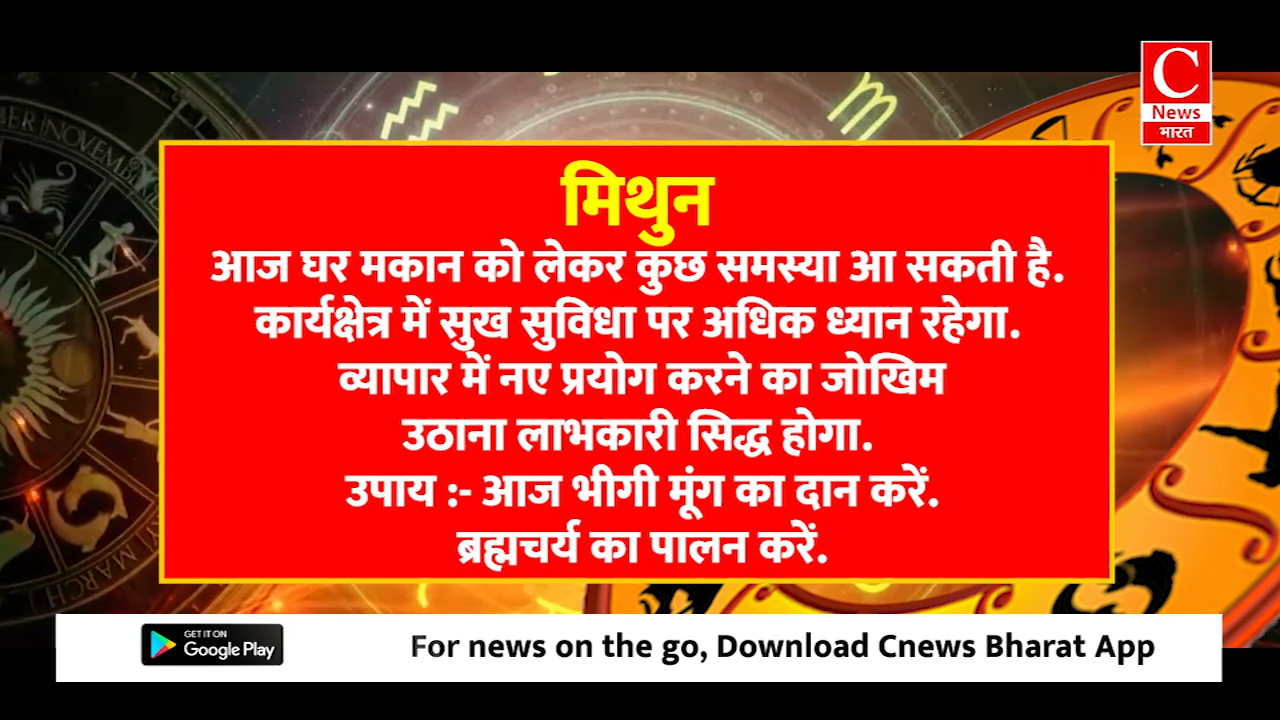 C
News
भारत
मिथुन
आज घर मकान को लेकर कुछ समस्या आ सकती है.
कार्यक्षेत्र में सुख सुविधा पर अधिक ध्यान रहेगा.
व्यापार में नए प्रयोग करने का जोखिम
उठाना लाभकारी सिद्ध होगा.
उपाय :- आज भीगी मूंग का दान करें.
ब्रह्मचर्य का पालन करें.
GET IT ON
Google Play
For news on the go, Download Cnews Bharat App
NOVEMB
MARCH